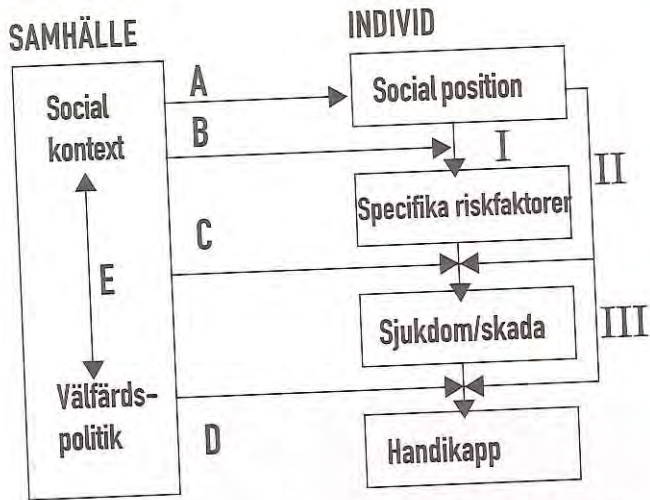 SAMHÄLLE
INDIVID
Social
kontext
E
Välfärds-
politik
A
B
C
D
Social position
I
II
Specifika riskfaktorer
Sjukdom/skada
III
Handikapp